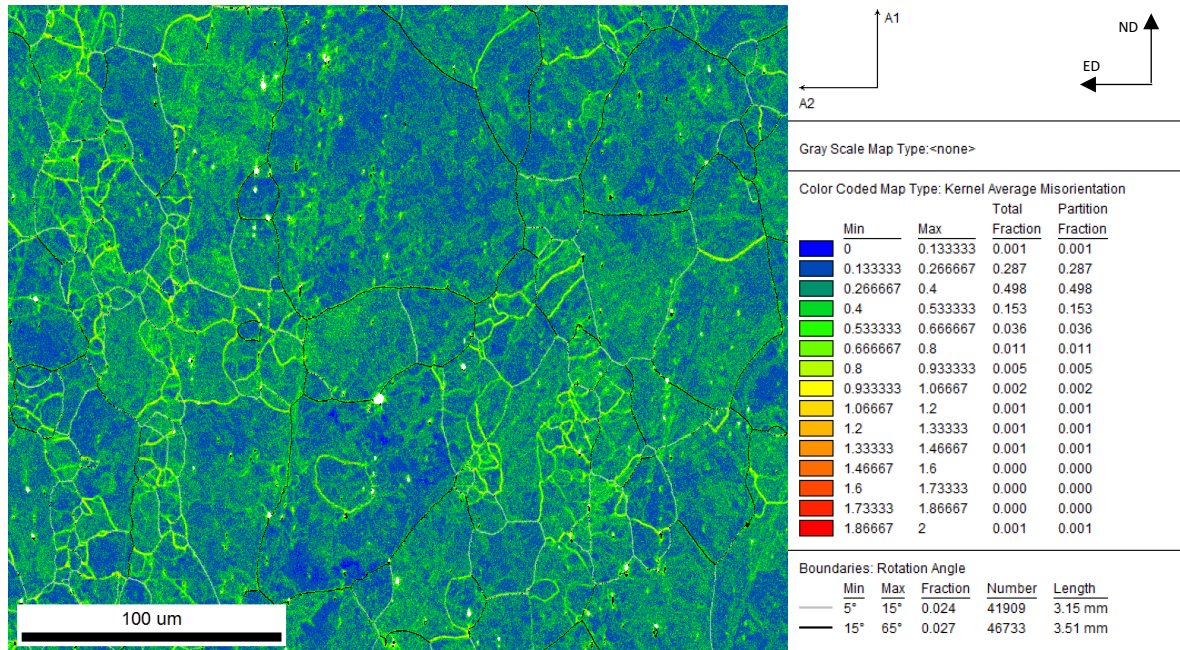 A1
ND
ED
A2
Gray Scale Map Type:<none>
Color Coded Map Type: Kernel Average Misorientation
Total Partition
Min Max Fraction Fraction
0 0.133333 0.001 0.001
0.133333 0.266667 0.287 0.287
0.266667 0.4 0.498 0.498
0.4 0.533333 0.153 0.153
0.533333 0.666667 0.036 0.036
0.666667 0.8 0.011 0.011
0.8 0.933333 0.005 0.005
0.933333 1.06667 0.002 0.002
1.06667 1.2 0.001 0.001
1.2 1.33333 0.001 0.001
1.33333 1.46667 0.001 0.001
1.46667 1.6 0.000 0.000
1.6 1.73333 0.000 0.000
1.73333 1.86667 0.000 0.000
1.86667 2 0.001 0.001
Boundaries: Rotation Angle
Min Max Fraction Number Length
5° 15° 0.024 41909 3.15 mm
15° 65° 0.027 46733 3.51 mm
100 um